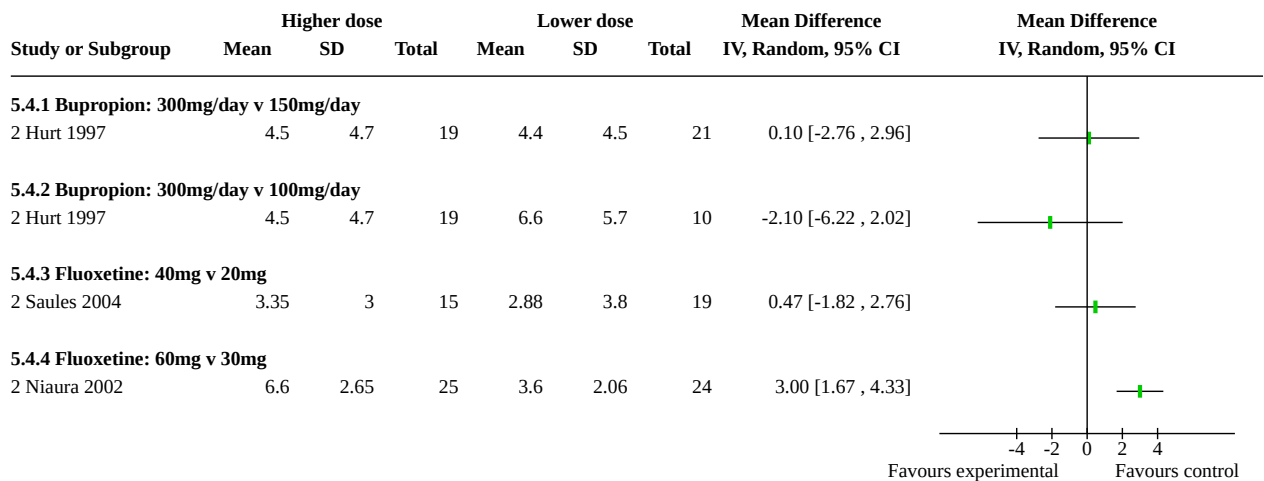 Higher dose Lower dose Mean Difference Mean Difference
Study or Subgroup Mean SD Total Mean SD Total IV, Random, 95% CI IV, Random, 95% CI
5.4.1 Bupropion: 300mg/day v 150mg/day
2 Hurt 1997 4.5 4.7 19 4.4 4.5 21 0.10 [-2.76 , 2.96]
5.4.2 Bupropion: 300mg/day v 100mg/day
2 Hurt 1997 4.5 4.7 19 6.6 5.7 10 -2.10 [-6.22 , 2.02]
5.4.3 Fluoxetine: 40mg v 20mg
2 Saules 2004 3.35 3 15 2.88 3.8 19 0.47 [-1.82 , 2.76]
5.4.4 Fluoxetine: 60mg v 30mg
2 Niaura 2002 6.6 2.65 25 3.6 2.06 24 3.00 [1.67 , 4.33]
-4 -2 0 2 4
Favours experimental Favours control